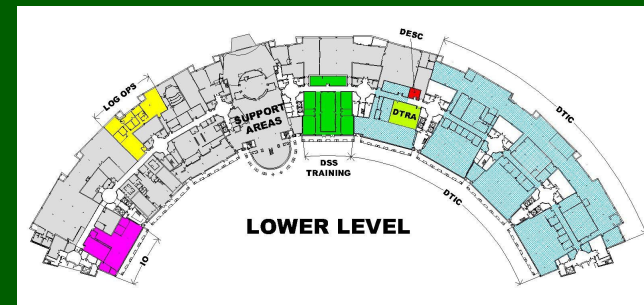 DESC
LOG OPS
DTIC
SUPPORT
AREAS
DTRA
DSS
TRAINING
DTIC
LOWER LEVEL
IO